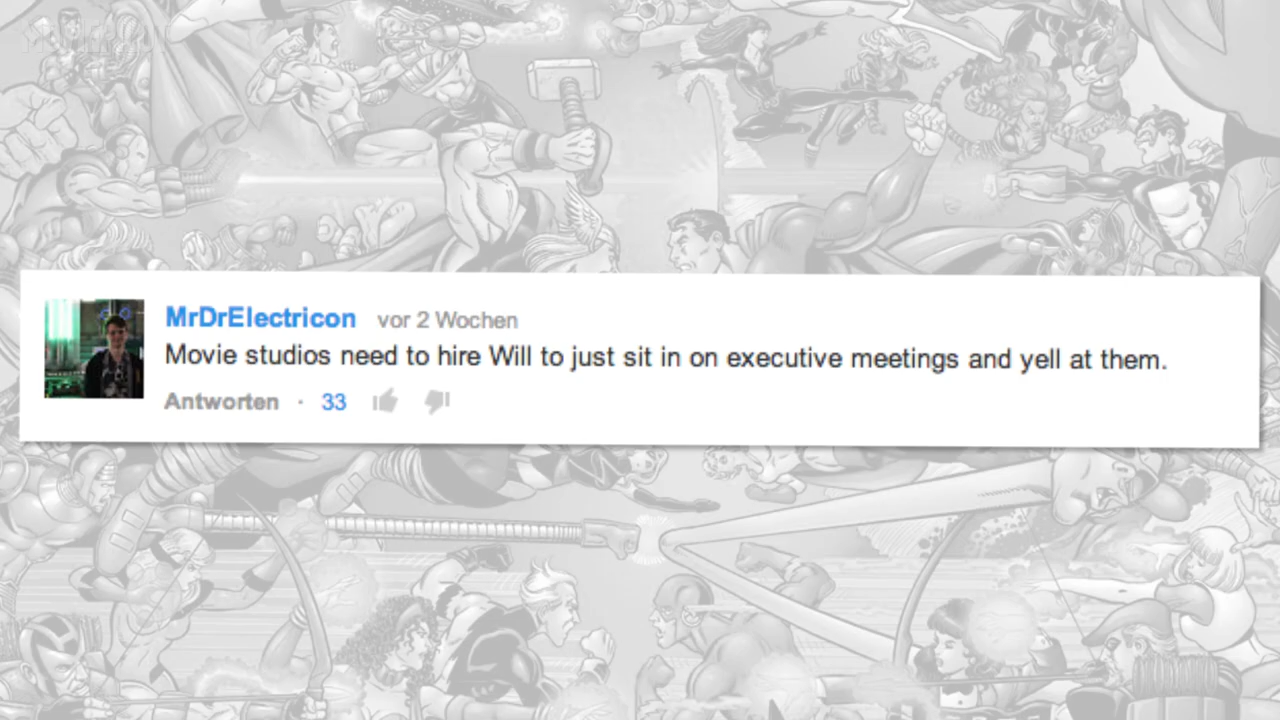 MrDrElectricon vor 2 Wochen
Movie studios need to hire Will to just sit in on executive meetings and yell at them.
Antworten · 33